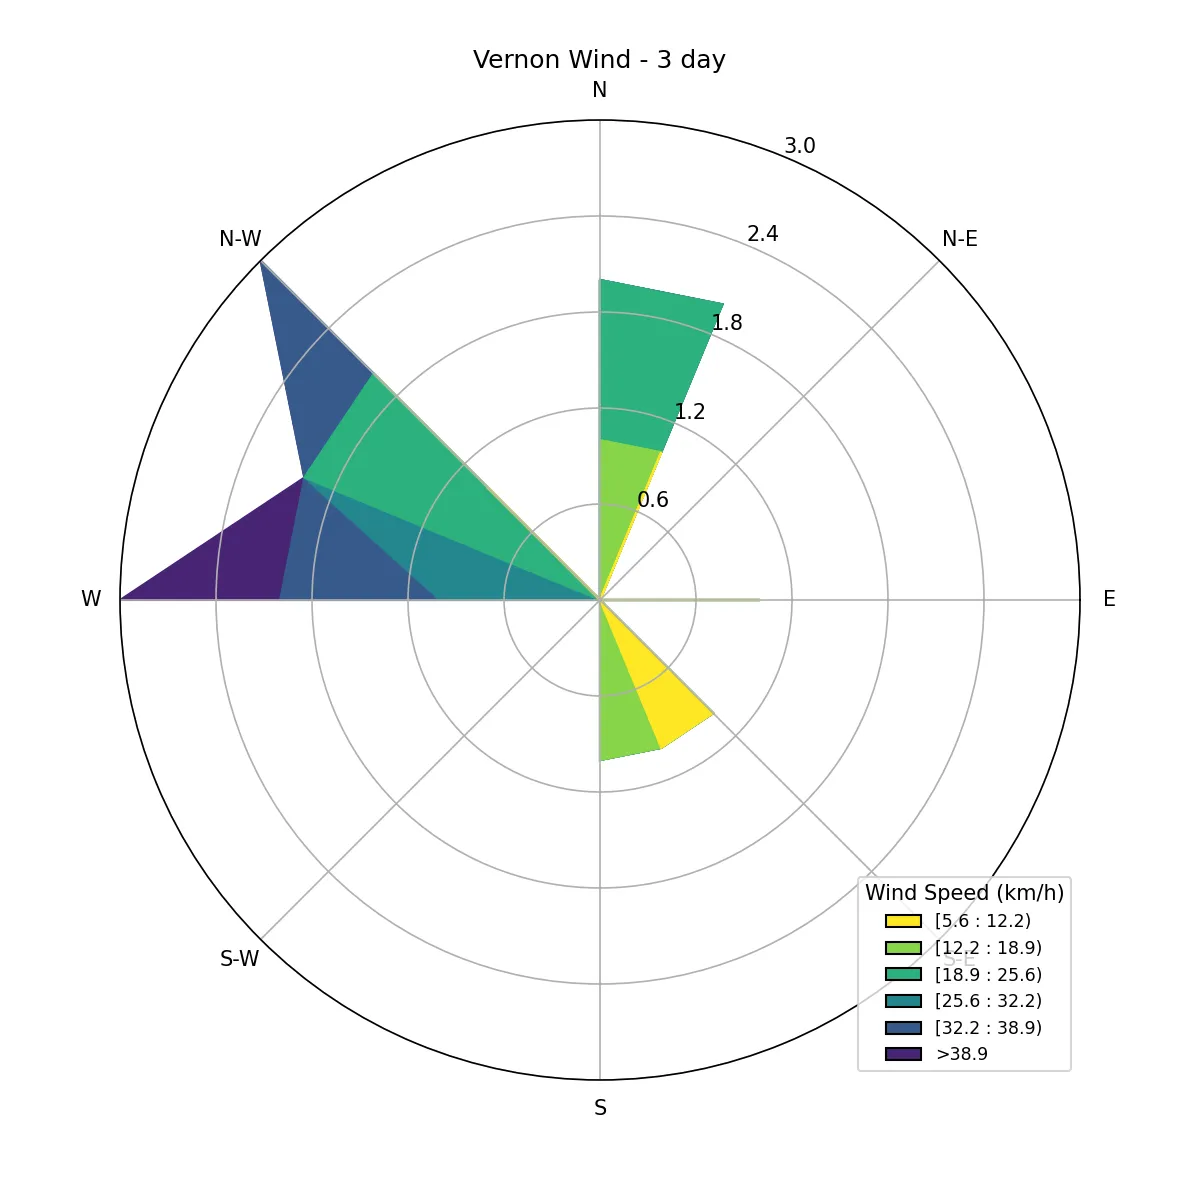 Vernon Wind - 3 day
N
3.0
2.4
N-W
N-E
1.8
1.2
0.6
W
E
Wind Speed (km/h)
[5.6 : 12.2)
[12.2 : 18.9)
S-W
S-E
[18.9 : 25.6)
[25.6 : 32.2)
[32.2 : 38.9)
>38.9
S